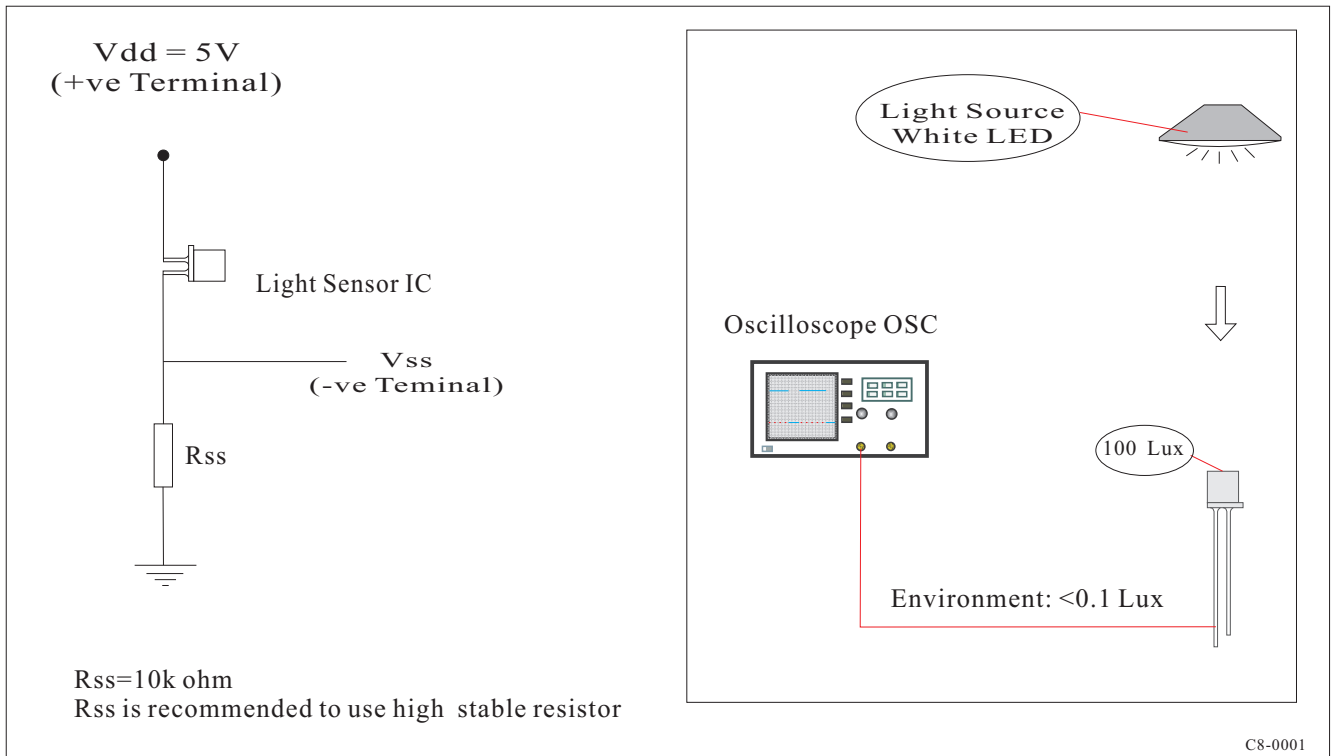 Vdd = 5V
(+ve Terminal)
Light Sensor IC
Vss
(-ve Teminal)
Rss
Rss=10k ohm
Rss is recommended to use high stable resistor
Light Source
White LED
Oscilloscope OSC
100 Lux
Environment: <0.1 Lux
C8-0001